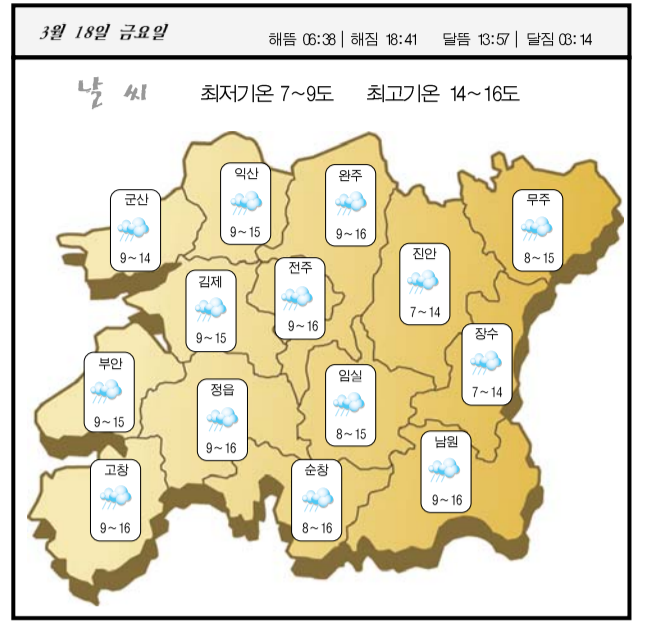 3월 18일 금요일
해뜸 06:38 | 해짐 18:41 달뜸 13:57 | 달짐 03:14
날 씨 최저기온 7~9도 최고기온 14~16도
익산
9~15
완주
9~16
군산
9~14
무주
8~15
진안
7~14
전주
9~16
김제
9~15
장수
7~14
부안
9~15
임실
8~15
정읍
9~16
남원
9~16
고창
9~16
순창
8~16